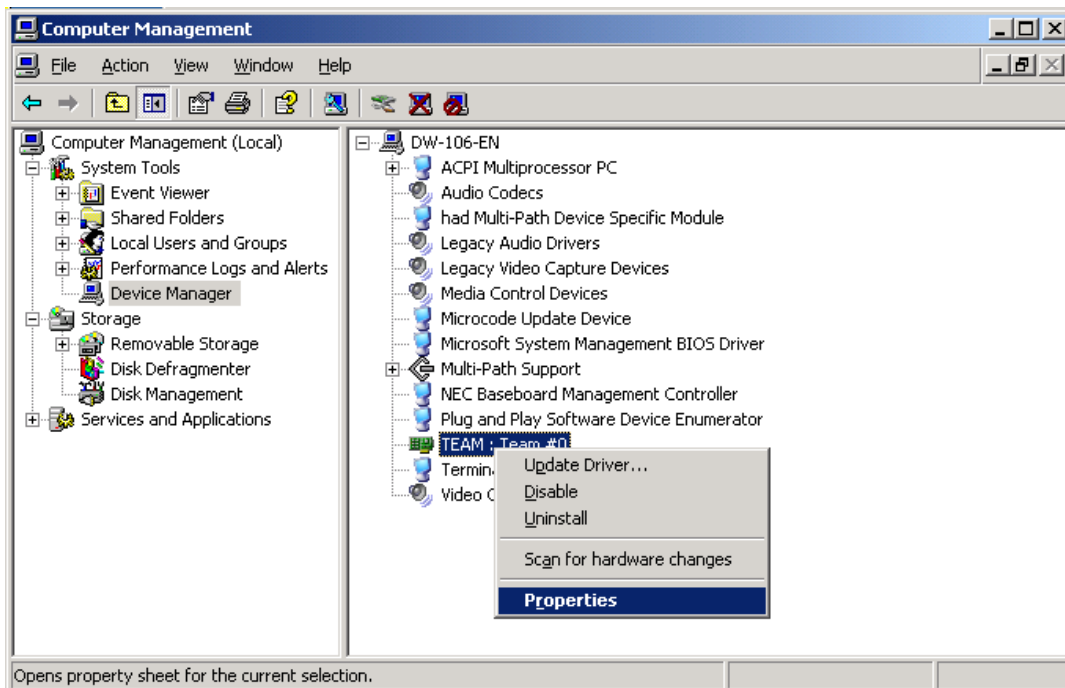 Computer Management
File Action View Window Help
Computer Management (Local)
System Tools
Event Viewer
Shared Folders
Local Users and Groups
Performance Logs and Alerts
Device Manager
Storage
Removable Storage
Disk Defragmenter
Disk Management
Services and Applications
DW-106-EN
ACPI Multiprocessor PC
Audio Codecs
had Multi-Path Device Specific Module
Legacy Audio Drivers
Legacy Video Capture Devices
Media Control Devices
Microcode Update Device
Microsoft System Management BIOS Driver
Multi-Path Support
NEC Baseboard Management Controller
Plug and Play Software Device Enumerator
TEAM : Team #0
Video
Update Driver...
Disable
Uninstall
Scan for hardware changes
Properties
Opens property sheet for the current selection.